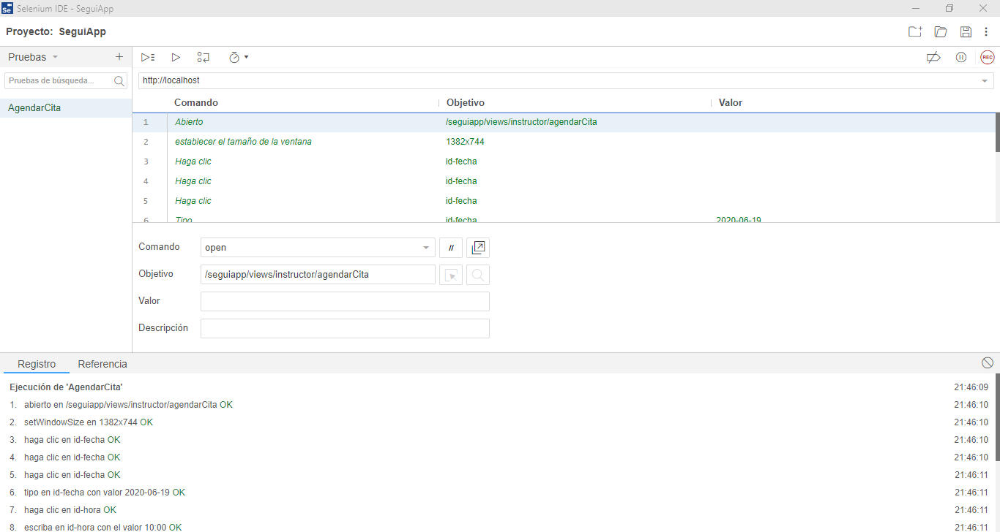 Selenium IDE - SeguiApp
Proyecto: SeguiApp
Pruebas
Pruebas de búsqueda...
AgendarCita
REC
http://localhost
Comando Objetivo Valor
1 Abierto /seguiapp/views/instructor/agendarCita
2 establecer el tamaño de la ventana 1382x744
3 Haga clic id-fecha
4 Haga clic id-fecha
5 Haga clic id-fecha
6 Tipo id-fecha 2020-06-19
Comando open //
Objetivo /seguiapp/views/instructor/agendarCita
Valor
Descripción
Registro Referencia
Ejecución de 'AgendarCita' 21:46:09
1. abierto en /seguiapp/views/instructor/agendarCita OK 21:46:10
2. setWindowSize en 1382x744 OK 21:46:10
3. haga clic en id-fecha OK 21:46:10
4. haga clic en id-fecha OK 21:46:10
5. haga clic en id-fecha OK 21:46:11
6. tipo en id-fecha con valor 2020-06-19 OK 21:46:11
7. haga clic en id-hora OK 21:46:11
8. escriba en id-hora con el valor 10:00 OK 21:46:11